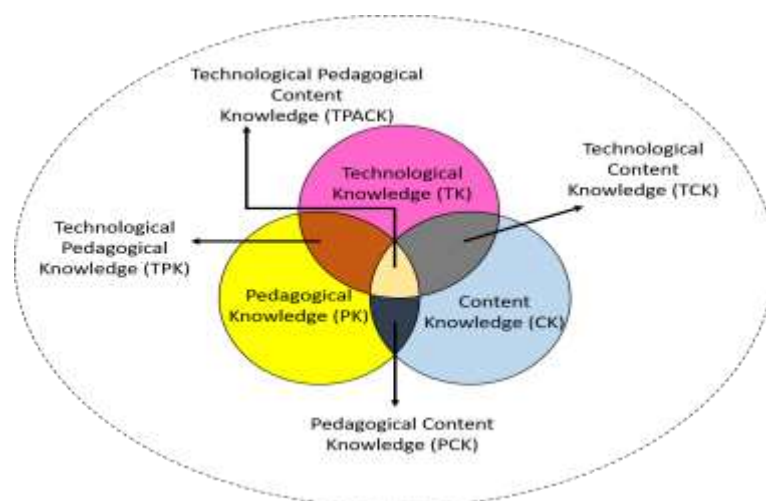 Technological Pedagogical
Content
Knowledge (TPACK)
Technological
Content
Knowledge (TCK)
Technological
Knowledge (TK)
Technological
Pedagogical
Knowledge (TPK)
Pedagogical
Knowledge (PK)
Content
Knowledge (CK)
Pedagogical Content
Knowledge (PCK)